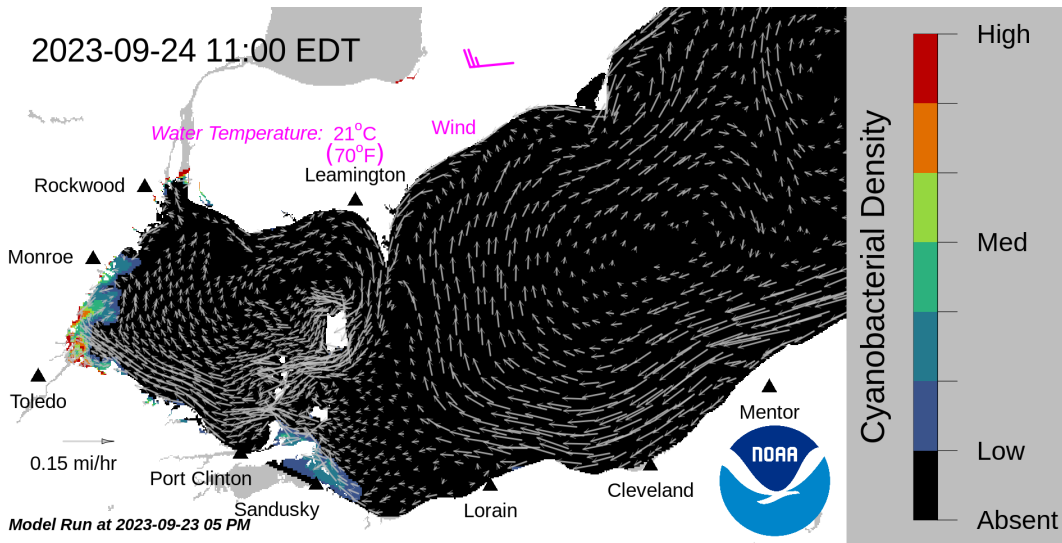 2023-09-24 11:00 EDT
Water Temperature: 21°C
(70°F)
Wind
Leamington
Rockwood
Monroe
Toledo
0.15 mi/hr
Port Clinton
Sandusky
Lorain
Cleveland
Mentor
NOAA
Model Run at 2023-09-23 05 PM
Cyanobacterial Density
High
Med
Low
Absent